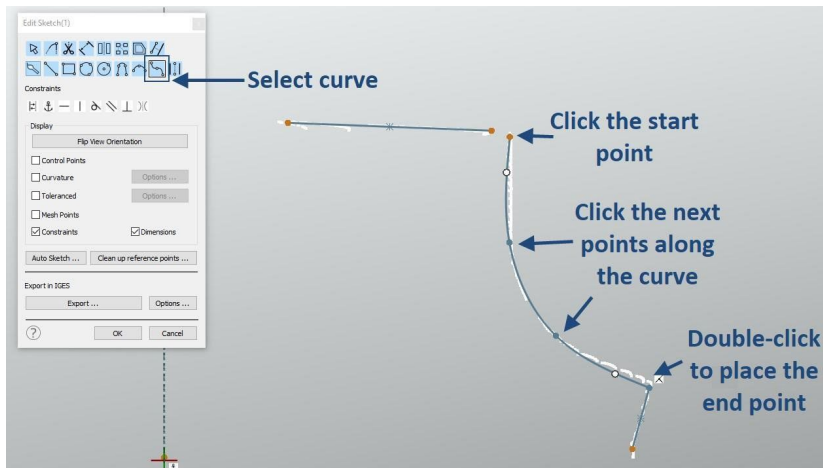 Edit Sketch(1)
Constraints
Display
Flip View Orientation
Control Points
Curvature
Options ...
Toleranced
Options ...
Mesh Points
Constraints
Dimensions
Auto Sketch ...
Clean up reference points ...
Export in IGES
Export ...
Options ...
?
OK
Cancel
Select curve
Click the start
point
Click the next
points along
the curve
Double-click
to place the
end point